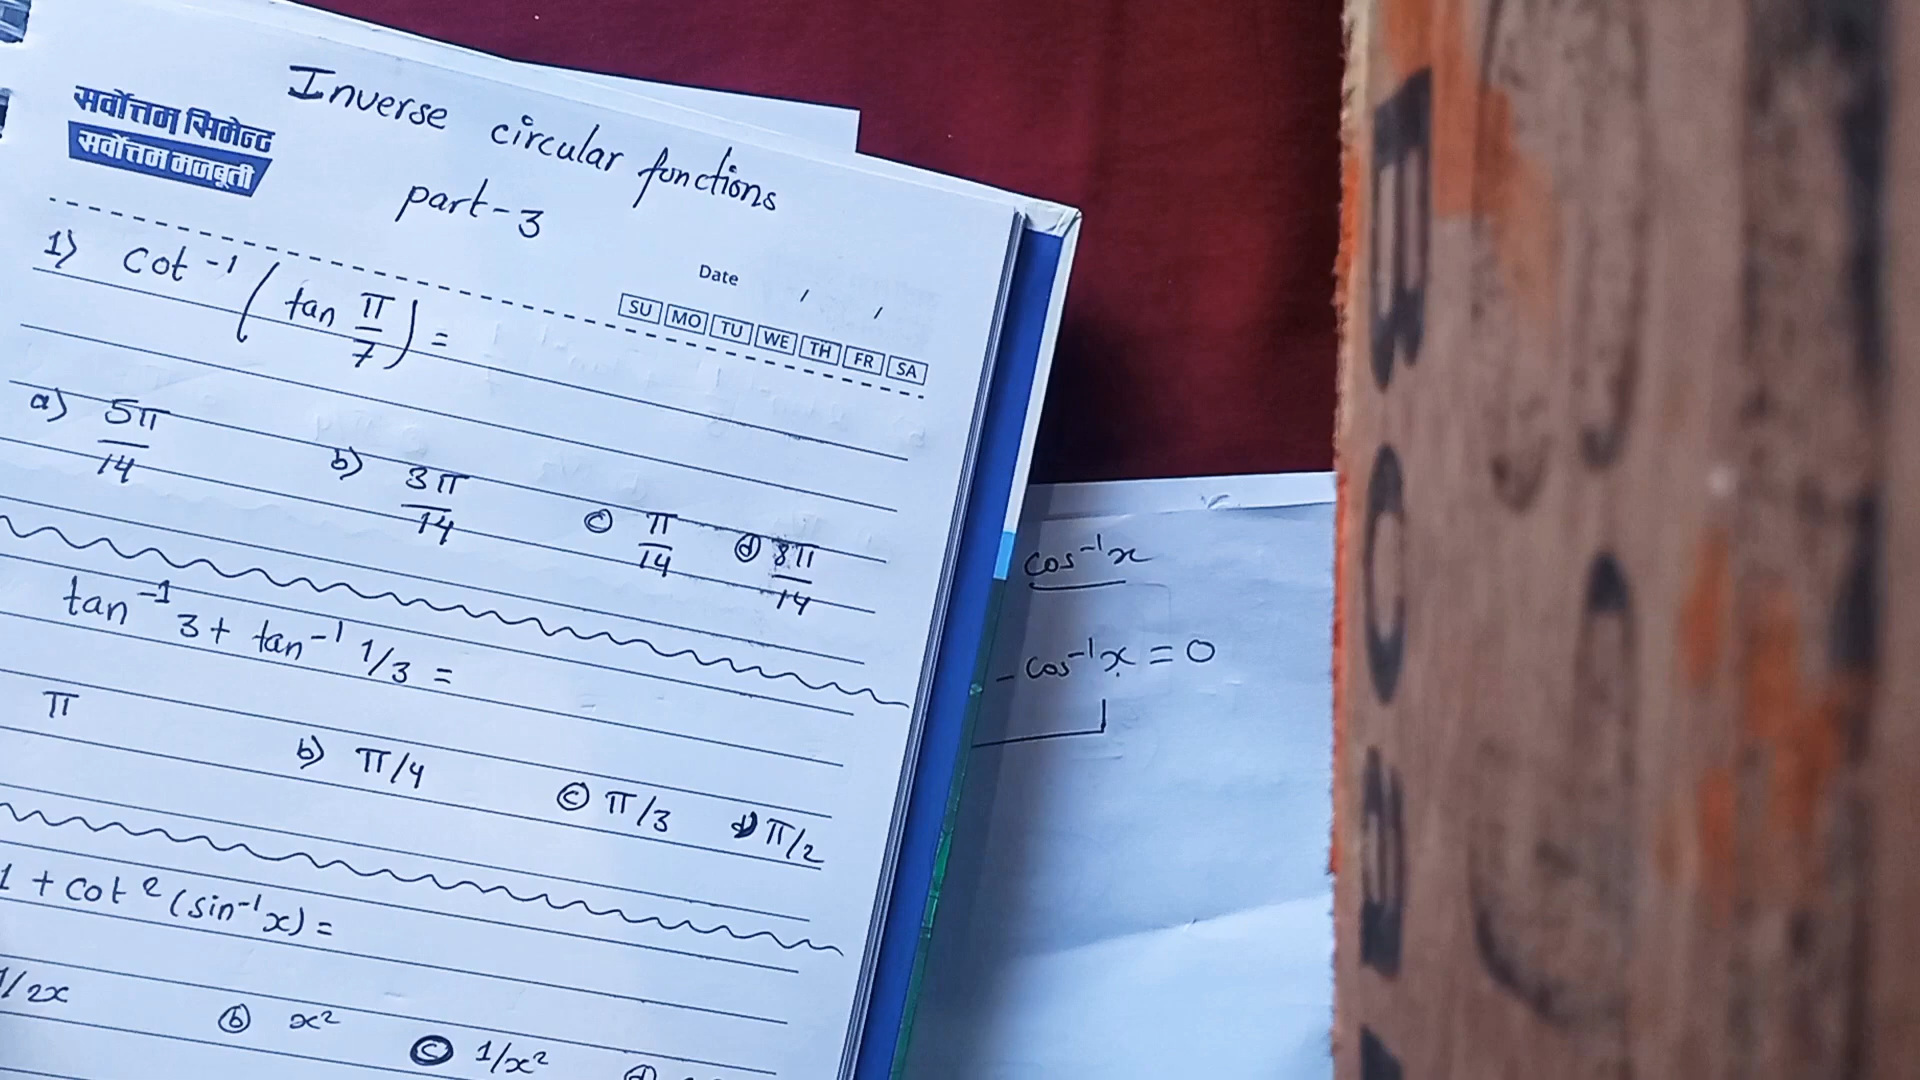 Inverse circular functions
part-3
सर्वोत्तम सिमेन्ट
सर्वोत्तम मजबूती
Date / /
SU MO TU WE TH FR SA
1) cot⁻¹(tan π/7) =
a) 5π/14 b) 3π/14 c) π/14 d) 8π/14
tan⁻¹3 + tan⁻¹ 1/3 =
π b) π/4 c) π/3 d) π/2
1 + cot²(sin⁻¹x) =
1/2x b) x² c) 1/x² d)
cos⁻¹x
- cos⁻¹x = 0